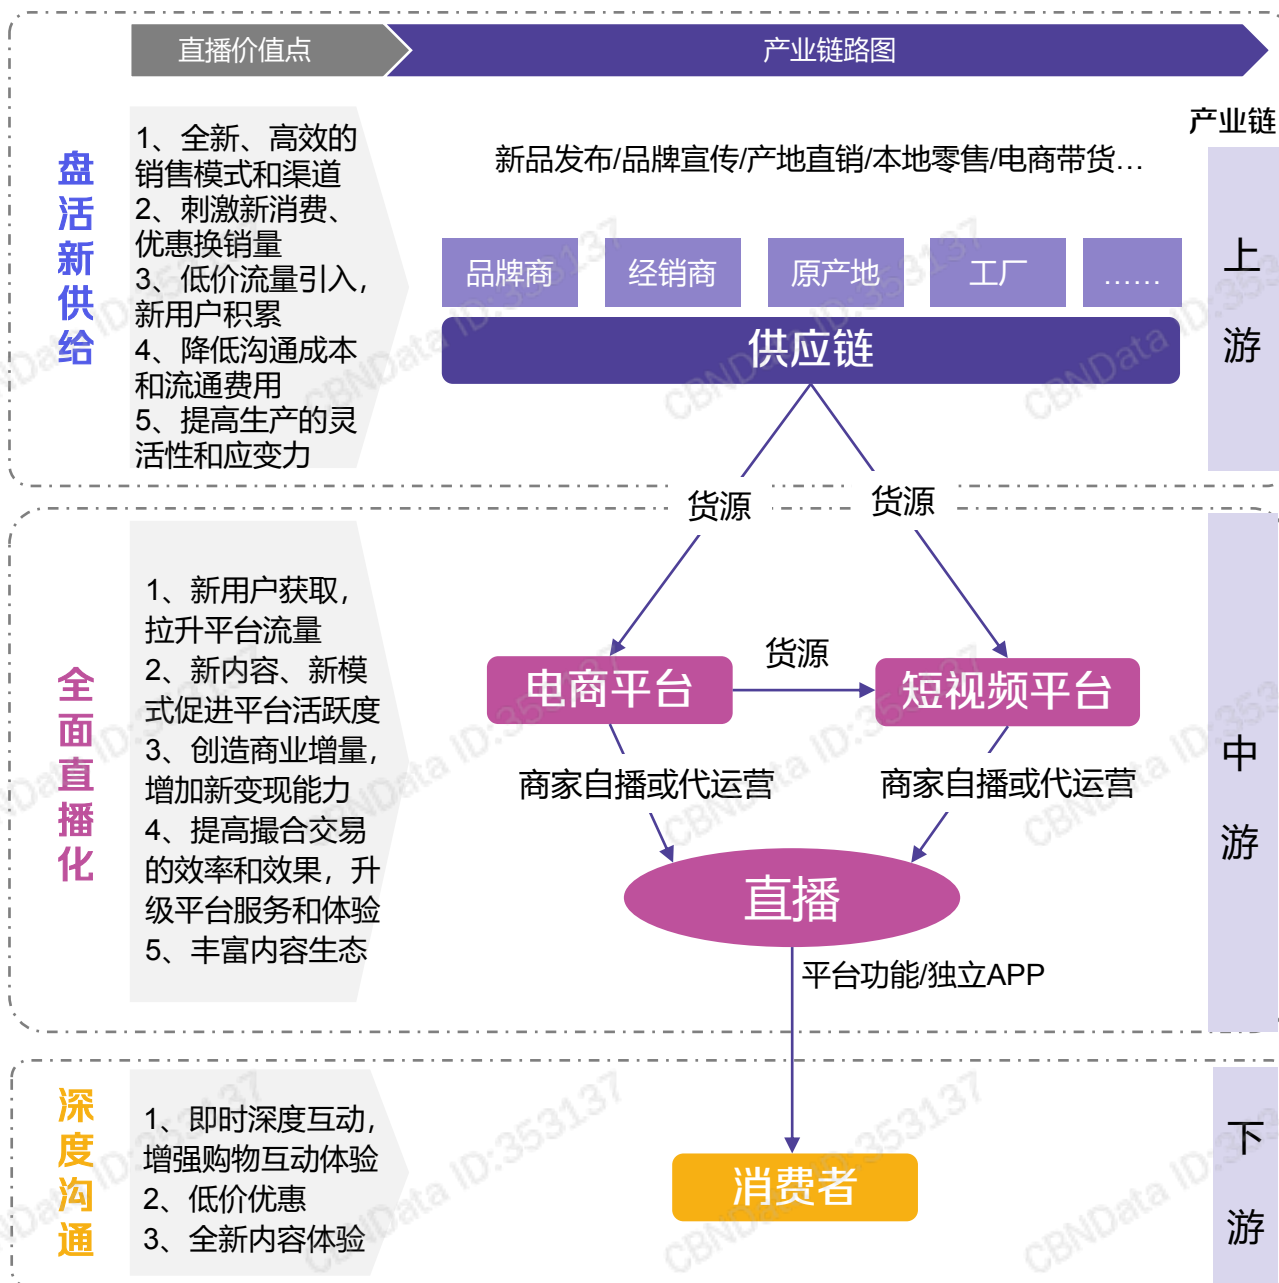 直播价值点
产业链路图
产业链
盘活新供给
1、全新、高效的
销售模式和渠道
2、刺激新消费、
优惠换销量
3、低价流量引入，
新用户积累
4、降低沟通成本
和流通费用
5、提高生产的灵
活性和应变力
新品发布/品牌宣传/产地直销/本地零售/电商带货…
品牌商
经销商
原产地
工厂
……
供应链
上游
货源
货源
全面直播化
1、新用户获取，
拉升平台流量
2、新内容、新模
式促进平台活跃度
3、创造商业增量，
增加新变现能力
4、提高撮合交易
的效率和效果，升
级平台服务和体验
5、丰富内容生态
电商平台
货源
短视频平台
商家自播或代运营
商家自播或代运营
直播
平台功能/独立APP
中游
深度沟通
1、即时深度互动，
增强购物互动体验
2、低价优惠
3、全新内容体验
消费者
下游
CBNData ID:353137